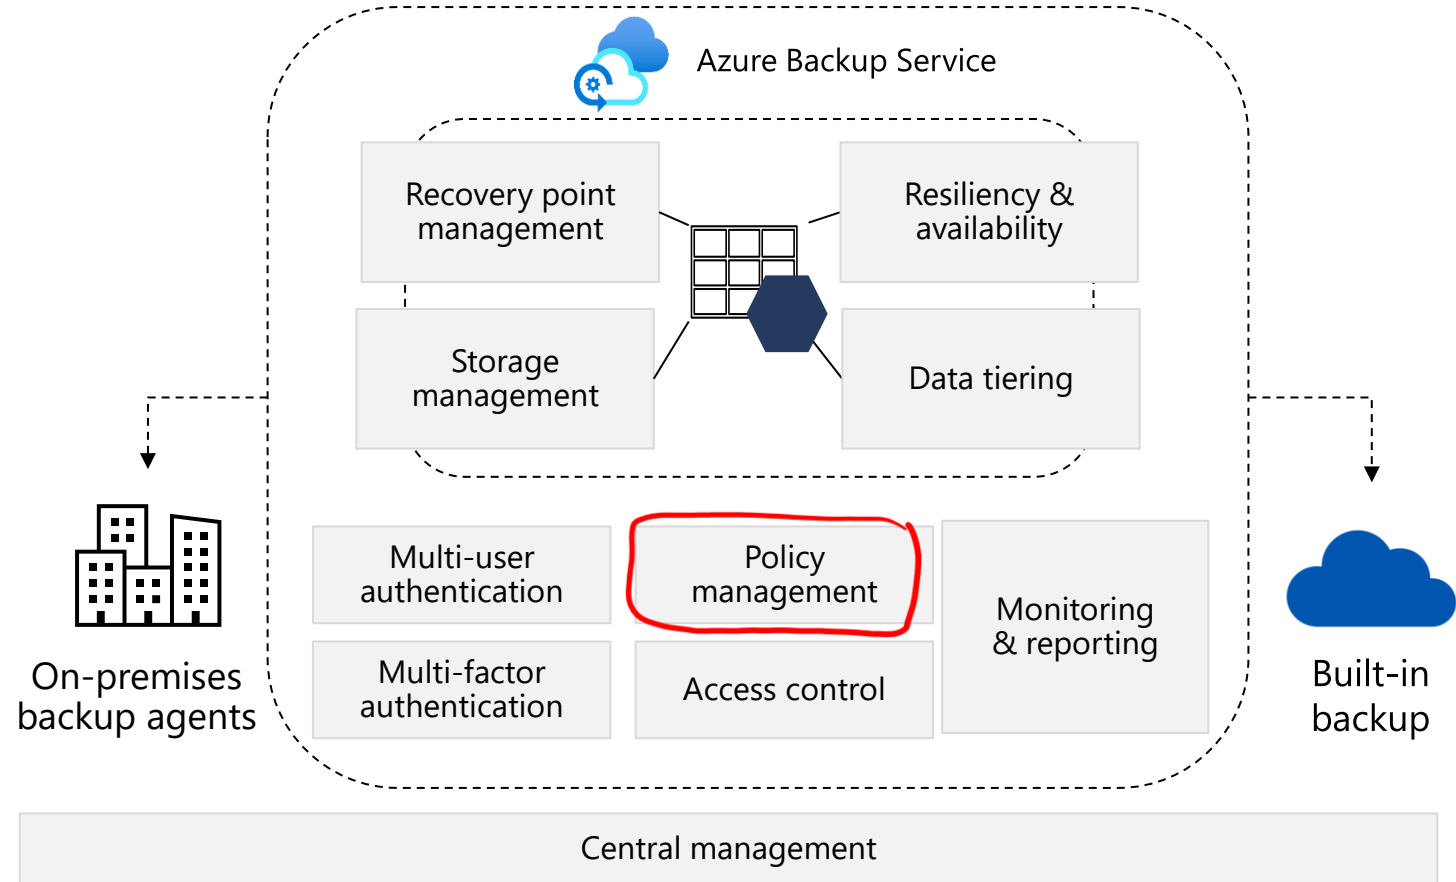 Azure Backup Service
Recovery point
management
Resiliency &
availability
Storage
management
Data tiering
Multi-user
authentication
Policy
management
Monitoring
& reporting
Multi-factor
authentication
Access control
On-premises
backup agents
Built-in
backup
Central management